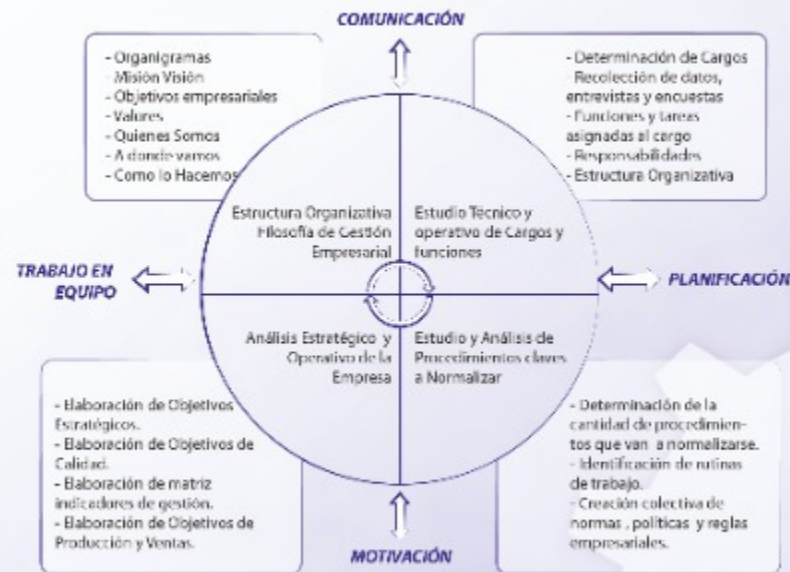 COMUNICACIÓN
- Organigramas
- Misión Visión
- Objetivos empresariales
- Valores
- Quienes Somos
- A donde vamos
- Como lo Hacemos
- Determinación de Cargos
- Recolección de datos,
entrevistas y encuestas
- Funciones y tareas
asignadas al cargo
- Responsabilidades
- Estructura Organizativa
Estructura Organizativa
Filosofía de Gestión
Empresarial
Estudio Técnico y
operativo de Cargos y
funciones
TRABAJO EN
EQUIPO
PLANIFICACIÓN
Análisis Estratégico y
Operativo de la
Empresa
Estudio y Análisis de
Procedimientos claves
a Normalizar
- Elaboración de Objetivos
Estratégicos.
- Elaboración de Objetivos de
Calidad.
- Elaboración de matriz
indicadores de gestión.
- Elaboración de Objetivos de
Producción y Ventas.
- Determinación de la
cantidad de procedimien-
tos que van a normalizarse.
- Identificación de rutinas
de trabajo.
- Creación colectiva de
normas , políticas y reglas
empresariales.
MOTIVACIÓN